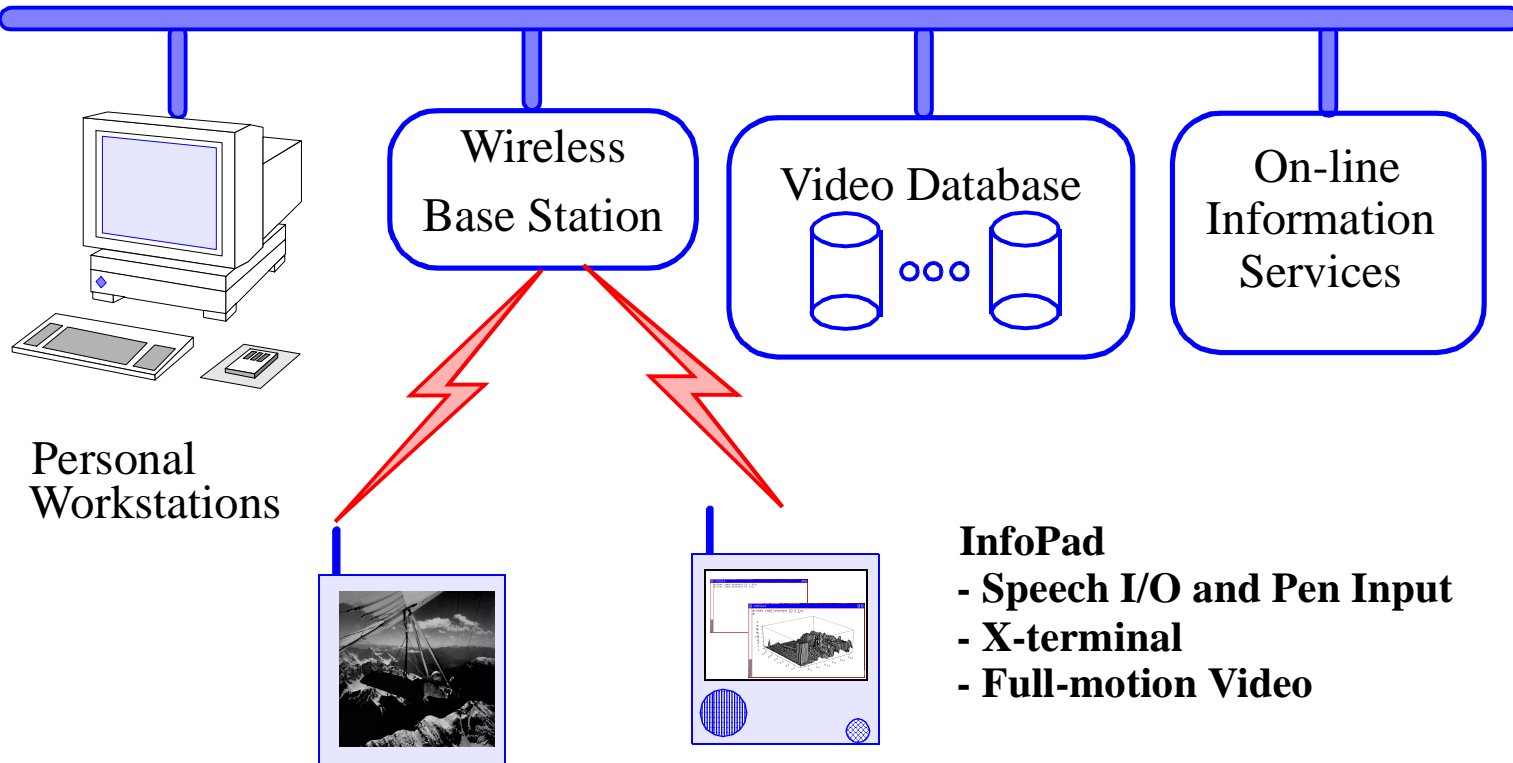 Wireless
Base Station
Video Database
On-line
Information
Services
Personal
Workstations
InfoPad
- Speech I/O and Pen Input
- X-terminal
- Full-motion Video